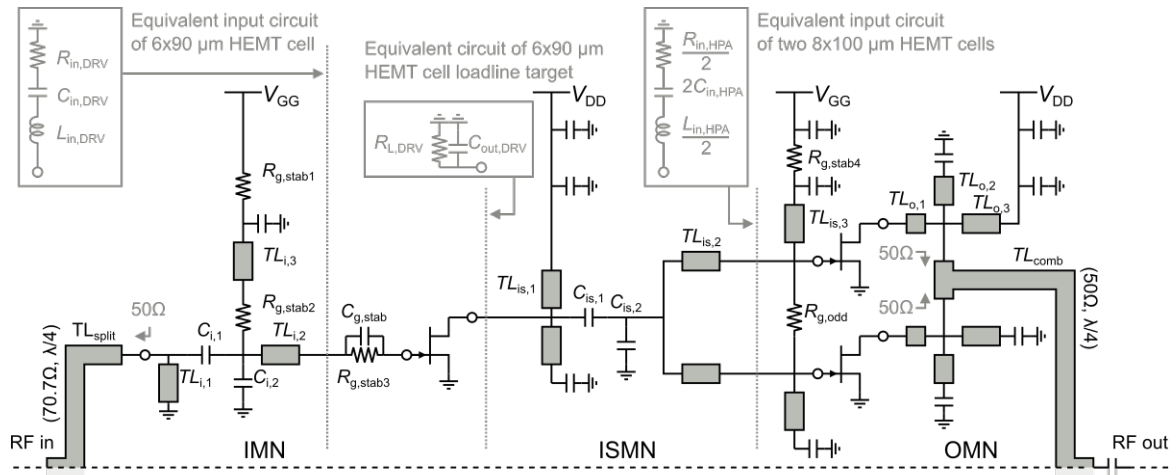 Equivalent input circuit
of 6x90 μm HEMT cell
R_in,DRV
C_in,DRV
L_in,DRV
Equivalent circuit of 6x90 μm
HEMT cell loadline target
R_L,DRV
C_out,DRV
Equivalent input circuit
of two 8x100 μm HEMT cells
R_in,HPA
2
2C_in,HPA
L_in,HPA
2
V_GG
R_g,stab1
TL_i,3
R_g,stab2
50Ω
TL_split
C_i,1
TL_i,2
TL_i,1
C_i,2
(70.7Ω, λ/4)
RF in
IMN
C_g,stab
R_g,stab3
V_DD
TL_is,1
C_is,1
C_is,2
TL_is,2
ISMN
V_GG
R_g,stab4
TL_is,3
R_g,odd
V_DD
TL_o,1
TL_o,2
TL_o,3
50Ω
50Ω
TL_comb
(50Ω, λ/4)
OMN
RF out